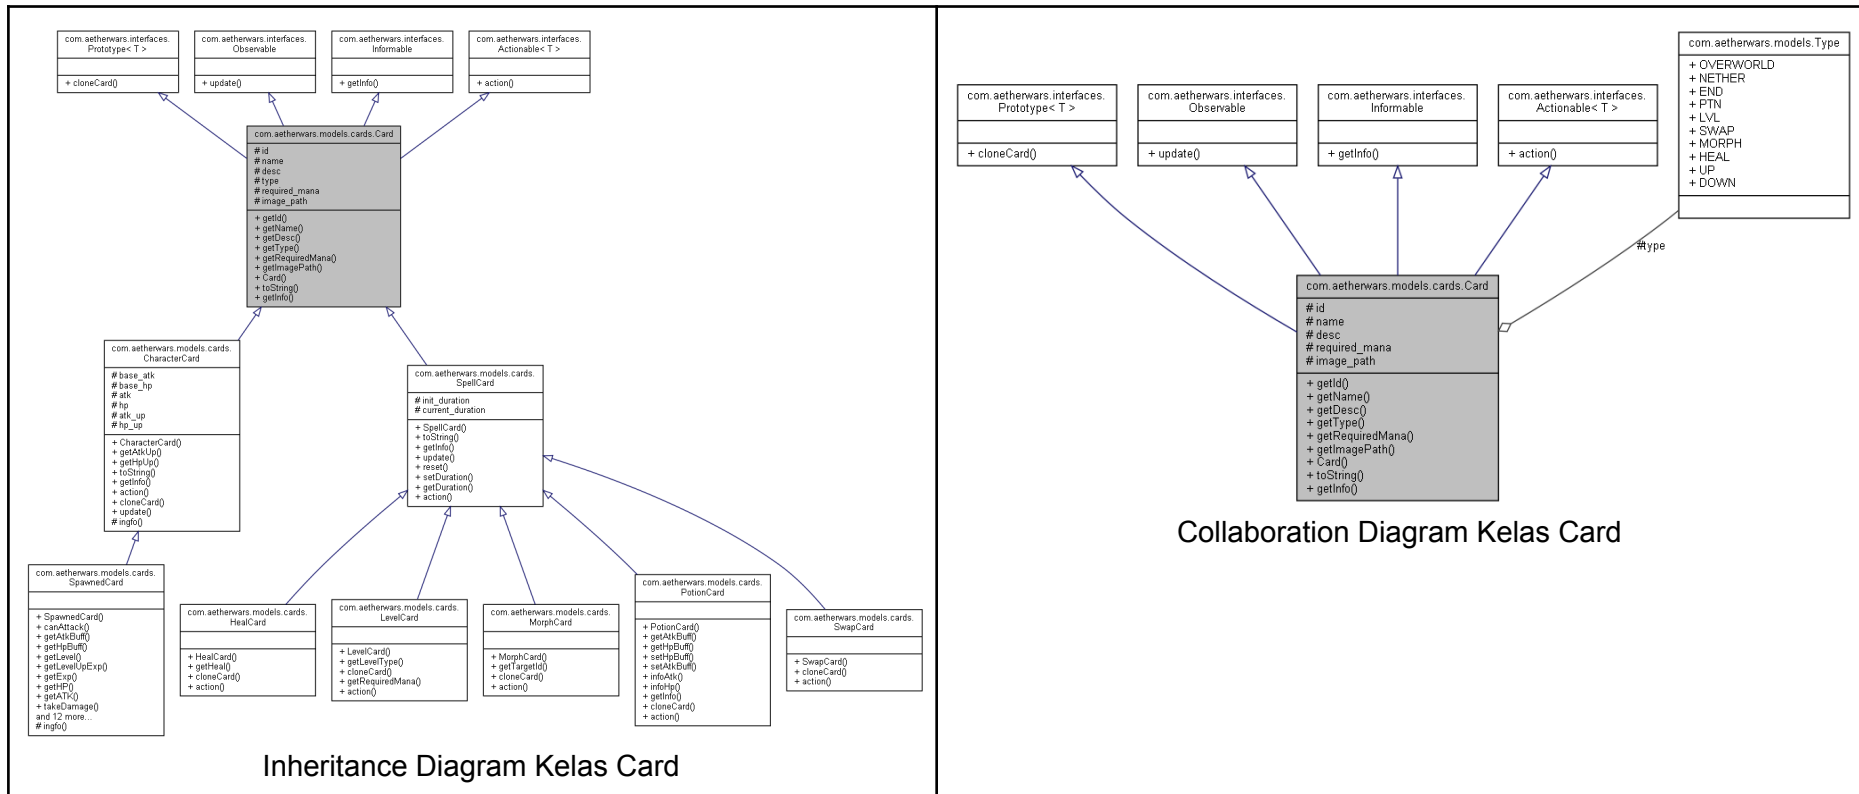 com.aetherwars.interfaces.
Prototype< T >
+ cloneCard()
com.aetherwars.interfaces.
Observable
+ update()
com.aetherwars.interfaces.
Informable
+ getInfo()
com.aetherwars.interfaces.
Actionable< T >
+ action()
com.aetherwars.models.cards.Card
# id
# name
# desc
# type
# required_mana
# image_path
+ getId()
+ getName()
+ getDesc()
+ getType()
+ getRequiredMana()
+ getImagePath()
+ Card()
+ toString()
+ getInfo()
com.aetherwars.models.cards.
CharacterCard
# base_atk
# base_hp
# atk
# hp
# atk_up
# hp_up
+ CharacterCard()
+ getAtkUp()
+ getHpUp()
+ toString()
+ getInfo()
+ action()
+ cloneCard()
+ update()
# ingfo()
com.aetherwars.models.cards.
SpellCard
# init_duration
# current_duration
+ SpellCard()
+ toString()
+ getInfo()
+ update()
+ reset()
+ setDuration()
+ getDuration()
+ action()
com.aetherwars.models.cards.
SpawnedCard
+ SpawnedCard()
+ canAttack()
+ getAtkBuff()
+ getHpBuff()
+ getLevel()
+ getLevelUpExp()
+ getExp()
+ getHP()
+ getATK()
+ takeDamage()
and 12 more...
# ingfo()
com.aetherwars.models.cards.
HealCard
+ HealCard()
+ getHeal()
+ cloneCard()
+ action()
com.aetherwars.models.cards.
LevelCard
+ LevelCard()
+ getLevelType()
+ cloneCard()
+ getRequiredMana()
+ action()
com.aetherwars.models.cards.
MorphCard
+ MorphCard()
+ getTargetId()
+ cloneCard()
+ action()
com.aetherwars.models.cards.
PotionCard
+ PotionCard()
+ getAtkBuff()
+ getHpBuff()
+ setHpBuff()
+ setAtkBuff()
+ infoAtk()
+ infoHp()
+ getInfo()
+ cloneCard()
+ action()
com.aetherwars.models.cards.
SwapCard
+ SwapCard()
+ cloneCard()
+ action()
Inheritance Diagram Kelas Card
com.aetherwars.models.Type
+ OVERWORLD
+ NETHER
+ END
+ PTN
+ LVL
+ SWAP
+ MORPH
+ HEAL
+ UP
+ DOWN
com.aetherwars.interfaces.
Prototype< T >
+ cloneCard()
com.aetherwars.interfaces.
Observable
+ update()
com.aetherwars.interfaces.
Informable
+ getInfo()
com.aetherwars.interfaces.
Actionable< T >
+ action()
#type
com.aetherwars.models.cards.Card
# id
# name
# desc
# required_mana
# image_path
+ getId()
+ getName()
+ getDesc()
+ getType()
+ getRequiredMana()
+ getImagePath()
+ Card()
+ toString()
+ getInfo()
Collaboration Diagram Kelas Card